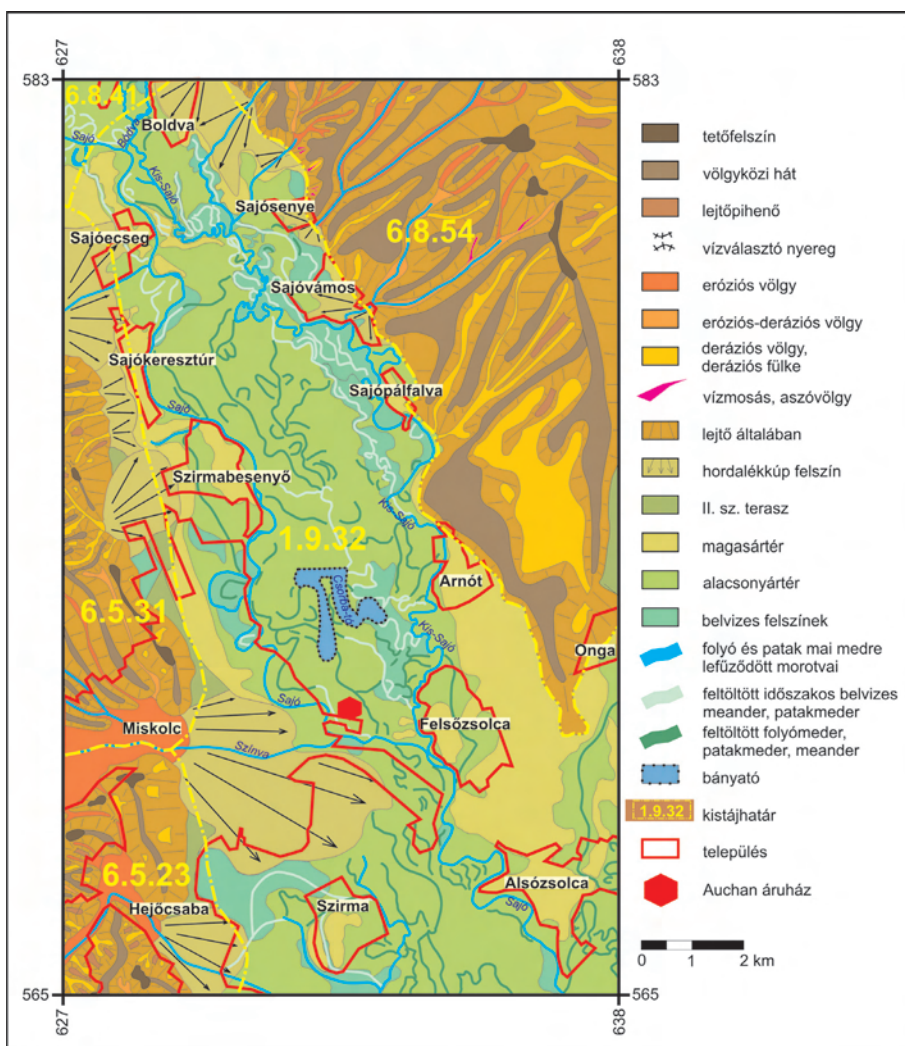 627
638
583
583
6.8.41
Boldva
Sajó
Bódva
Kis-Sajó
Sajósenye
6.8.54
Sajóecseg
Sajóvámos
Sajókeresztúr
Sajópálfalva
Sajó
Szirmabesenyő
Kis-Sajó
1.9.32
Arnót
Csorba-tó
6.5.31
Kis-Sajó
Onga
Sajó
Miskolc
Felsőzsolca
Szinva
6.5.23
Alsózsolca
Hejőcsaba
Szirma
Sajó
565
565
627
638
tetőfelszín
völgyközi hát
lejtőpihenő
vízválasztó nyereg
eróziós völgy
eróziós-deráziós völgy
deráziós völgy,
deráziós fülke
vízmosás, aszóvölgy
lejtő általában
hordalékkúp felszín
II. sz. terasz
magasártér
alacsonyártér
belvizes felszínek
folyó és patak mai medre
lefűződött morotvai
feltöltött időszakos belvizes
meander, patakmeder
feltöltött folyómeder,
patakmeder, meander
bányató
1.9.32 kistájhatár
település
Auchan áruház
0 1 2 km